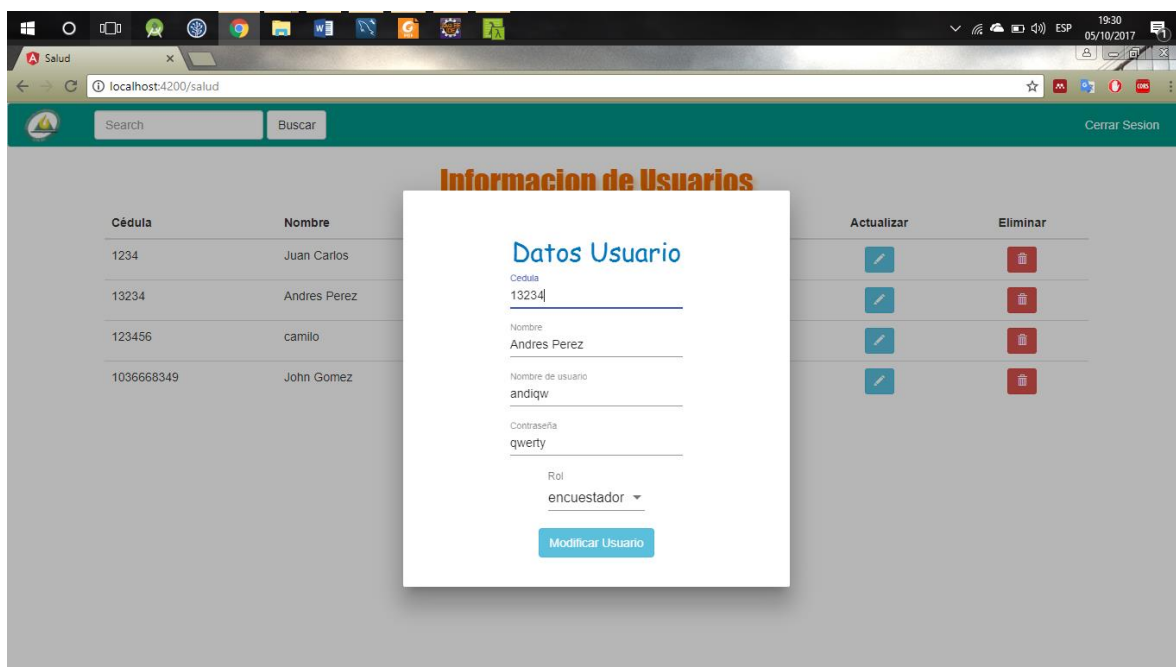 ESP
19:30
05/10/2017
Salud
localhost:4200/salud
Search
Buscar
Cerrar Sesion
Informacion de Usuarios
Cédula Nombre Actualizar Eliminar
1234 Juan Carlos
13234 Andres Perez
123456 camilo
1036668349 John Gomez
Datos Usuario
Cedula
13234
Nombre
Andres Perez
Nombre de usuario
andiqw
Contraseña
qwerty
Rol
encuestador
Modificar Usuario